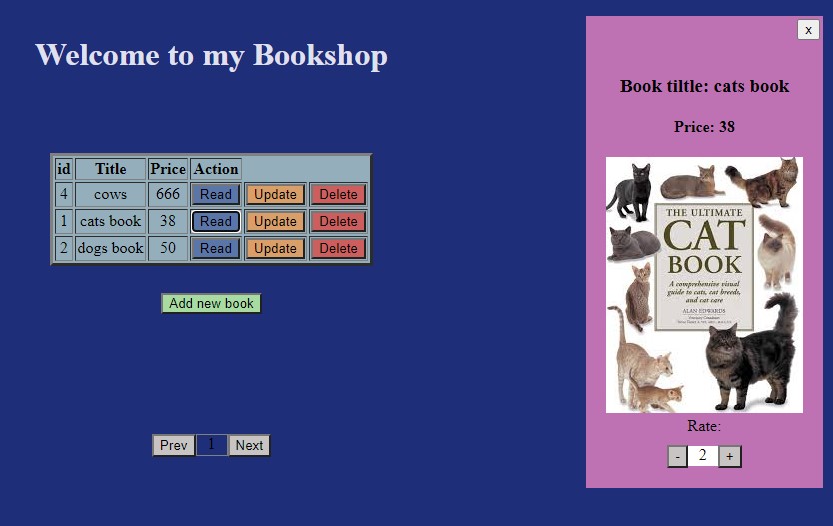 Welcome to my Bookshop
id Title Price Action
4 cows 666 Read Update Delete
1 cats book 38 Read Update Delete
2 dogs book 50 Read Update Delete
Add new book
Prev 1 Next
x
Book tiltle: cats book
Price: 38
THE ULTIMATE
CAT
BOOK
A comprehensive visual
guide to cats, cat breeds,
and cat care
ALAN EDWARDS
Rate:
- 2 +